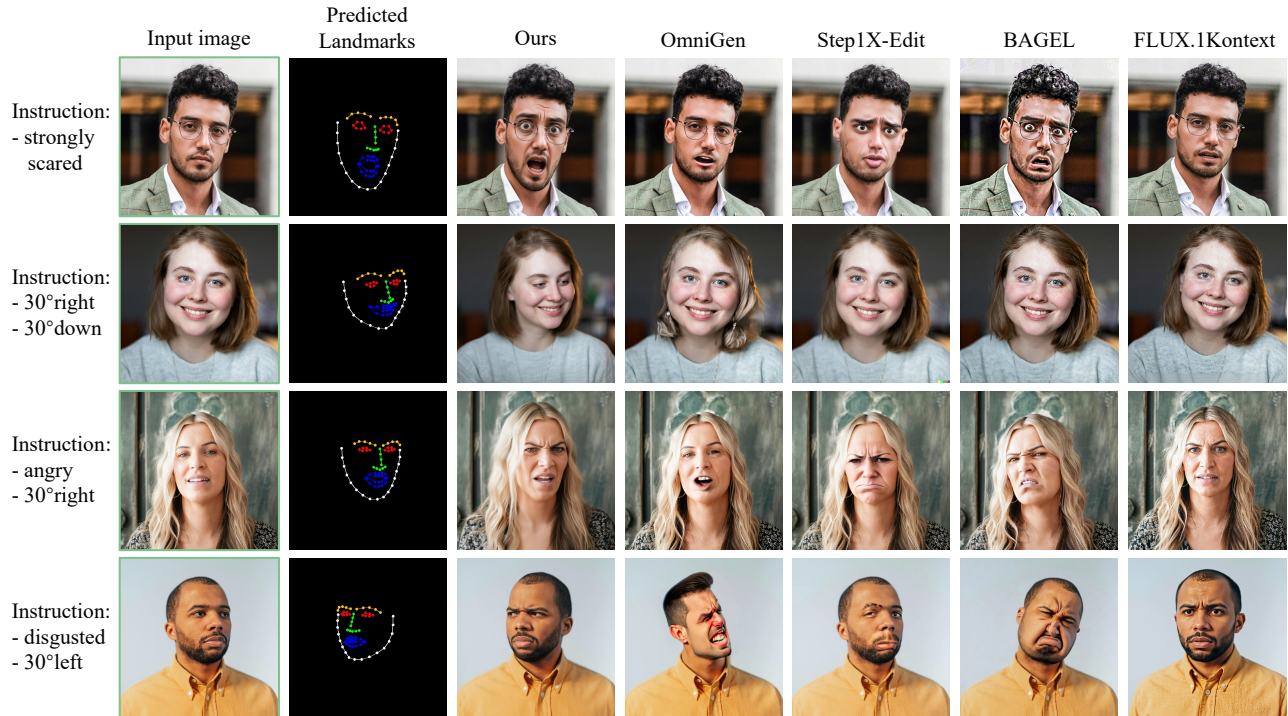 Predicted
Input image Landmarks Ours OmniGen Step1X-Edit BAGEL FLUX.1Kontext
Instruction:
- strongly
scared
Instruction:
- 30°right
- 30°down
Instruction:
- angry
- 30°right
Instruction:
- disgusted
- 30°left